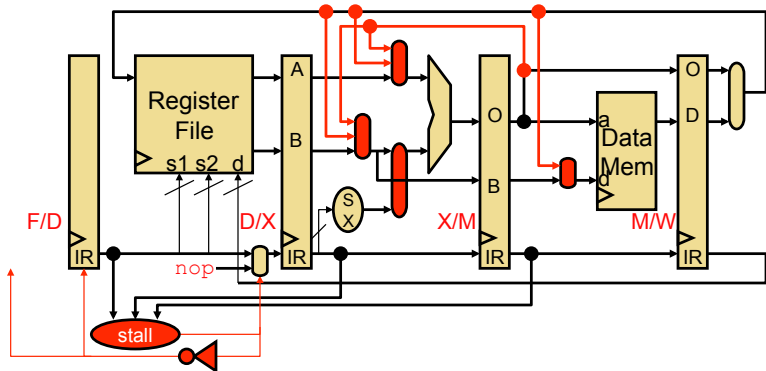 A
O
O
Register
File
a
Data
Mem
d
B
O
D
s1 s2 d
S
X
B
F/D
D/X
X/M
M/W
IR
nop
IR
IR
IR
stall